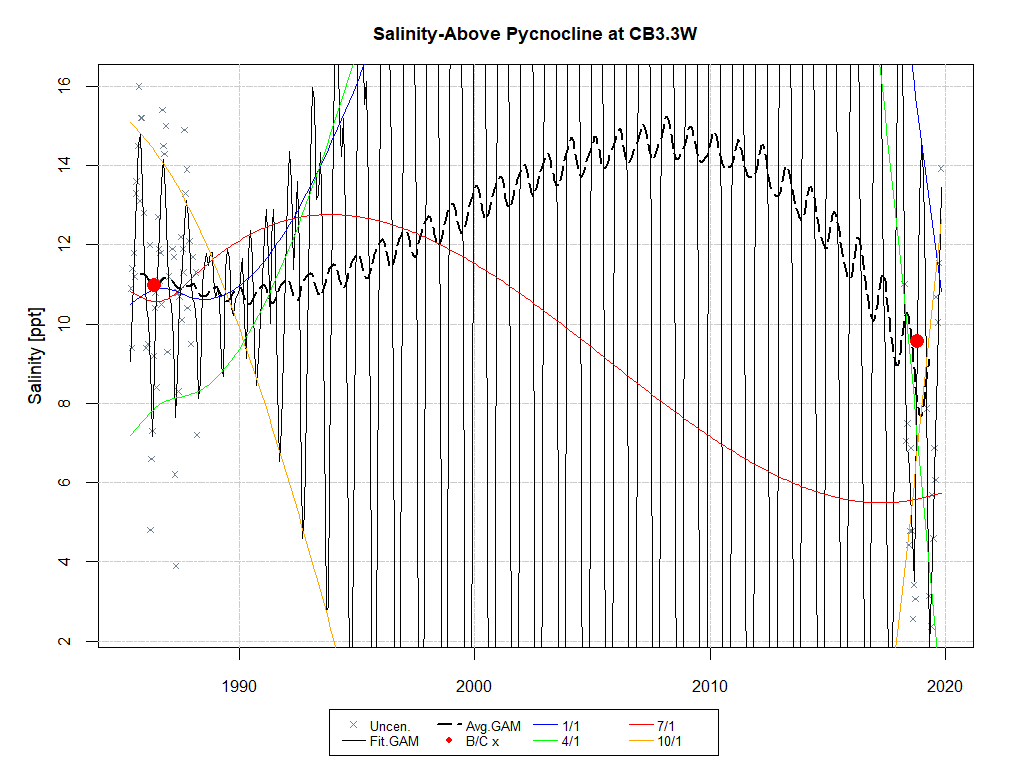 Salinity-Above Pycnocline at CB3.3W
Salinity [ppt]
16
14
12
10
8
6
4
2
1990 2000 2010 2020
Uncen. Avg.GAM 1/1 7/1
Fit.GAM B/C x 4/1 10/1